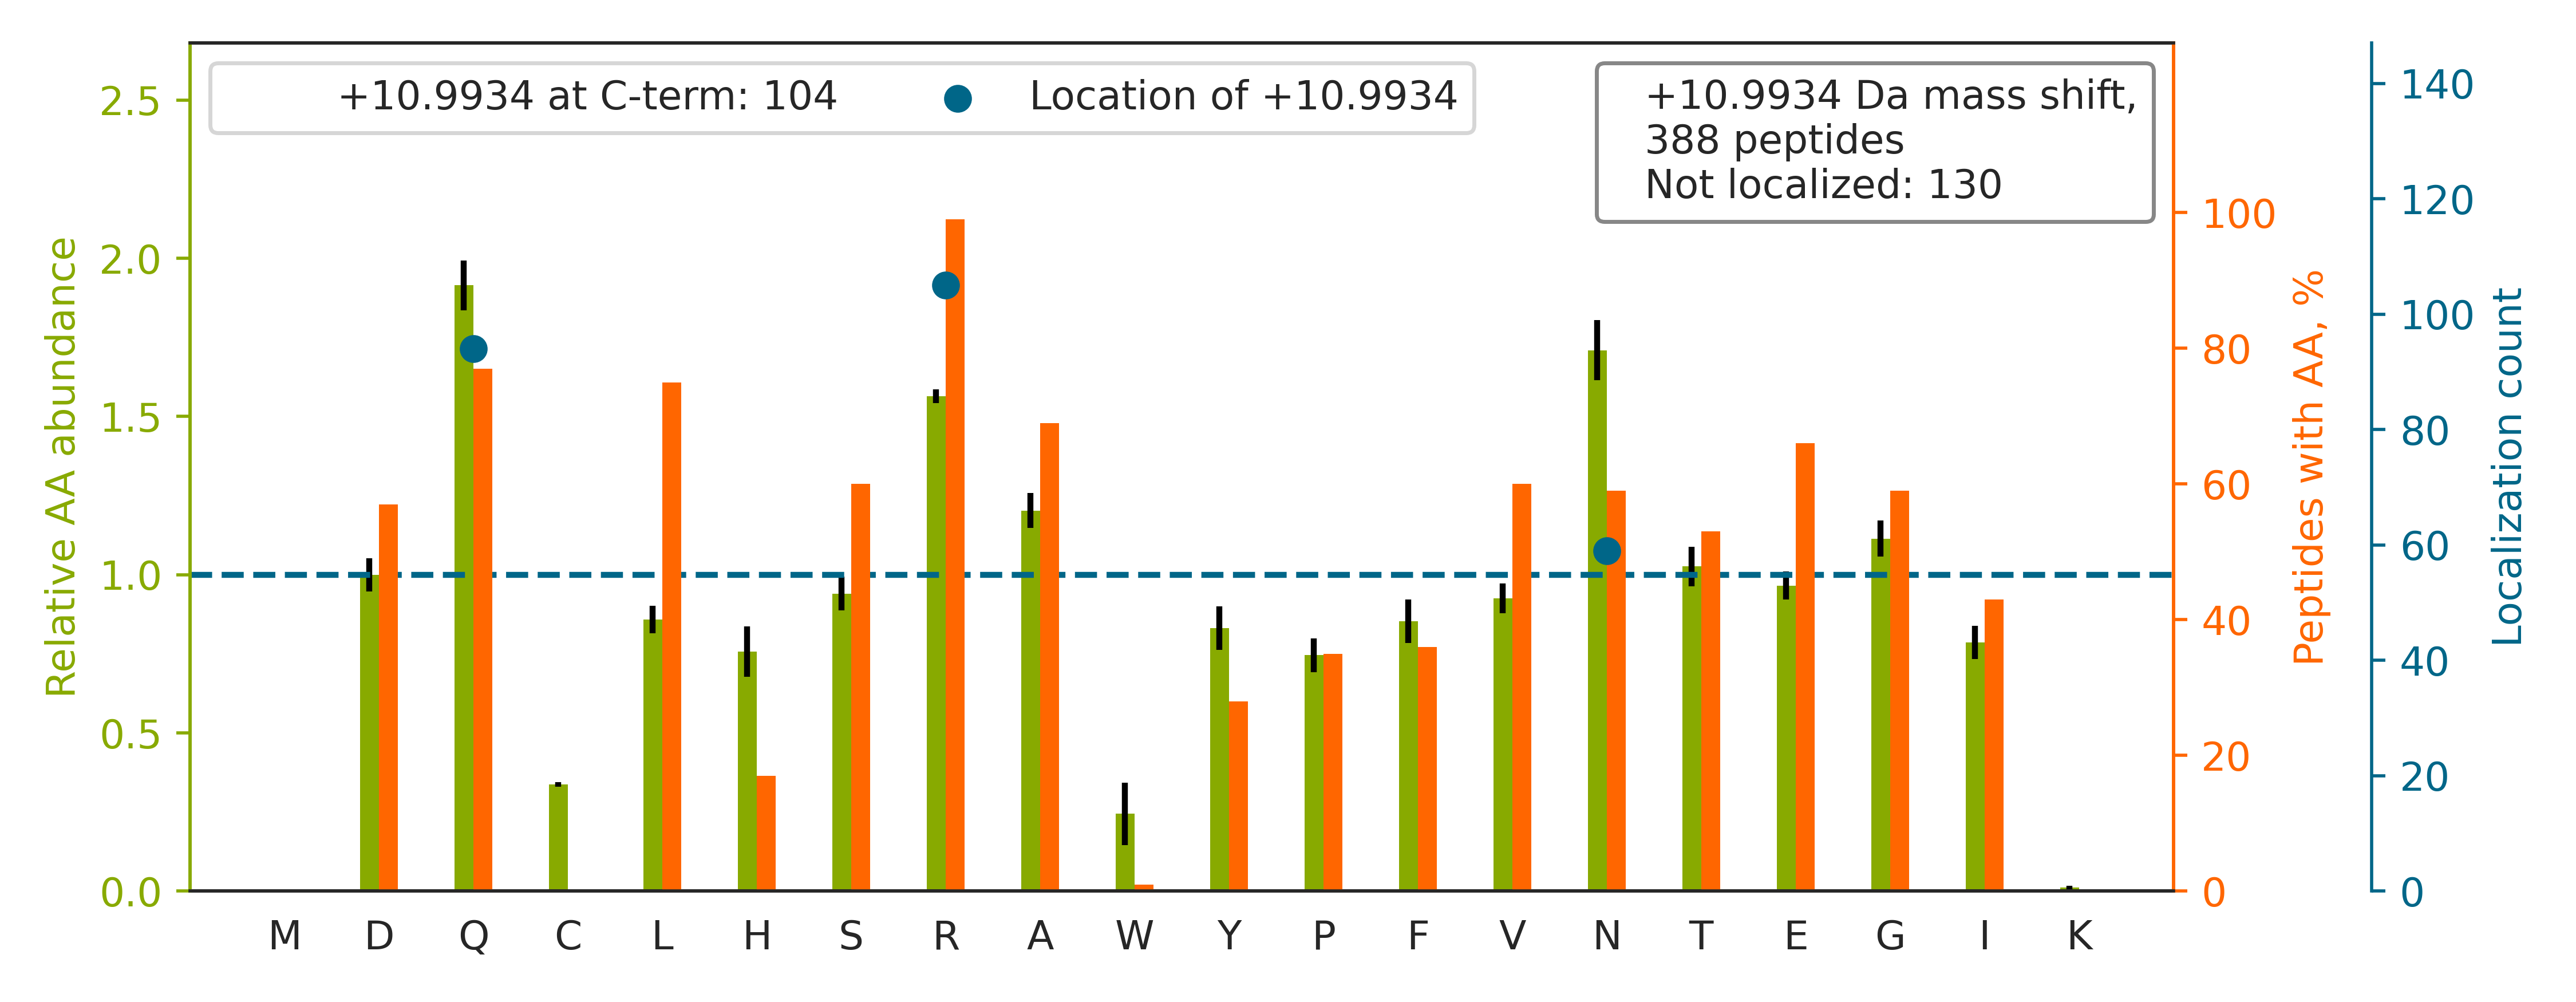 +10.9934 at C-term: 104
Location of +10.9934
+10.9934 Da mass shift,
388 peptides
Not localized: 130
Relative AA abundance
2.5
2.0
1.5
1.0
0.5
0.0
M D Q C L H S R A W Y P F V N T E G I K
100
80
60
40
20
0
Peptides with AA, %
140
120
100
80
60
40
20
0
Localization count